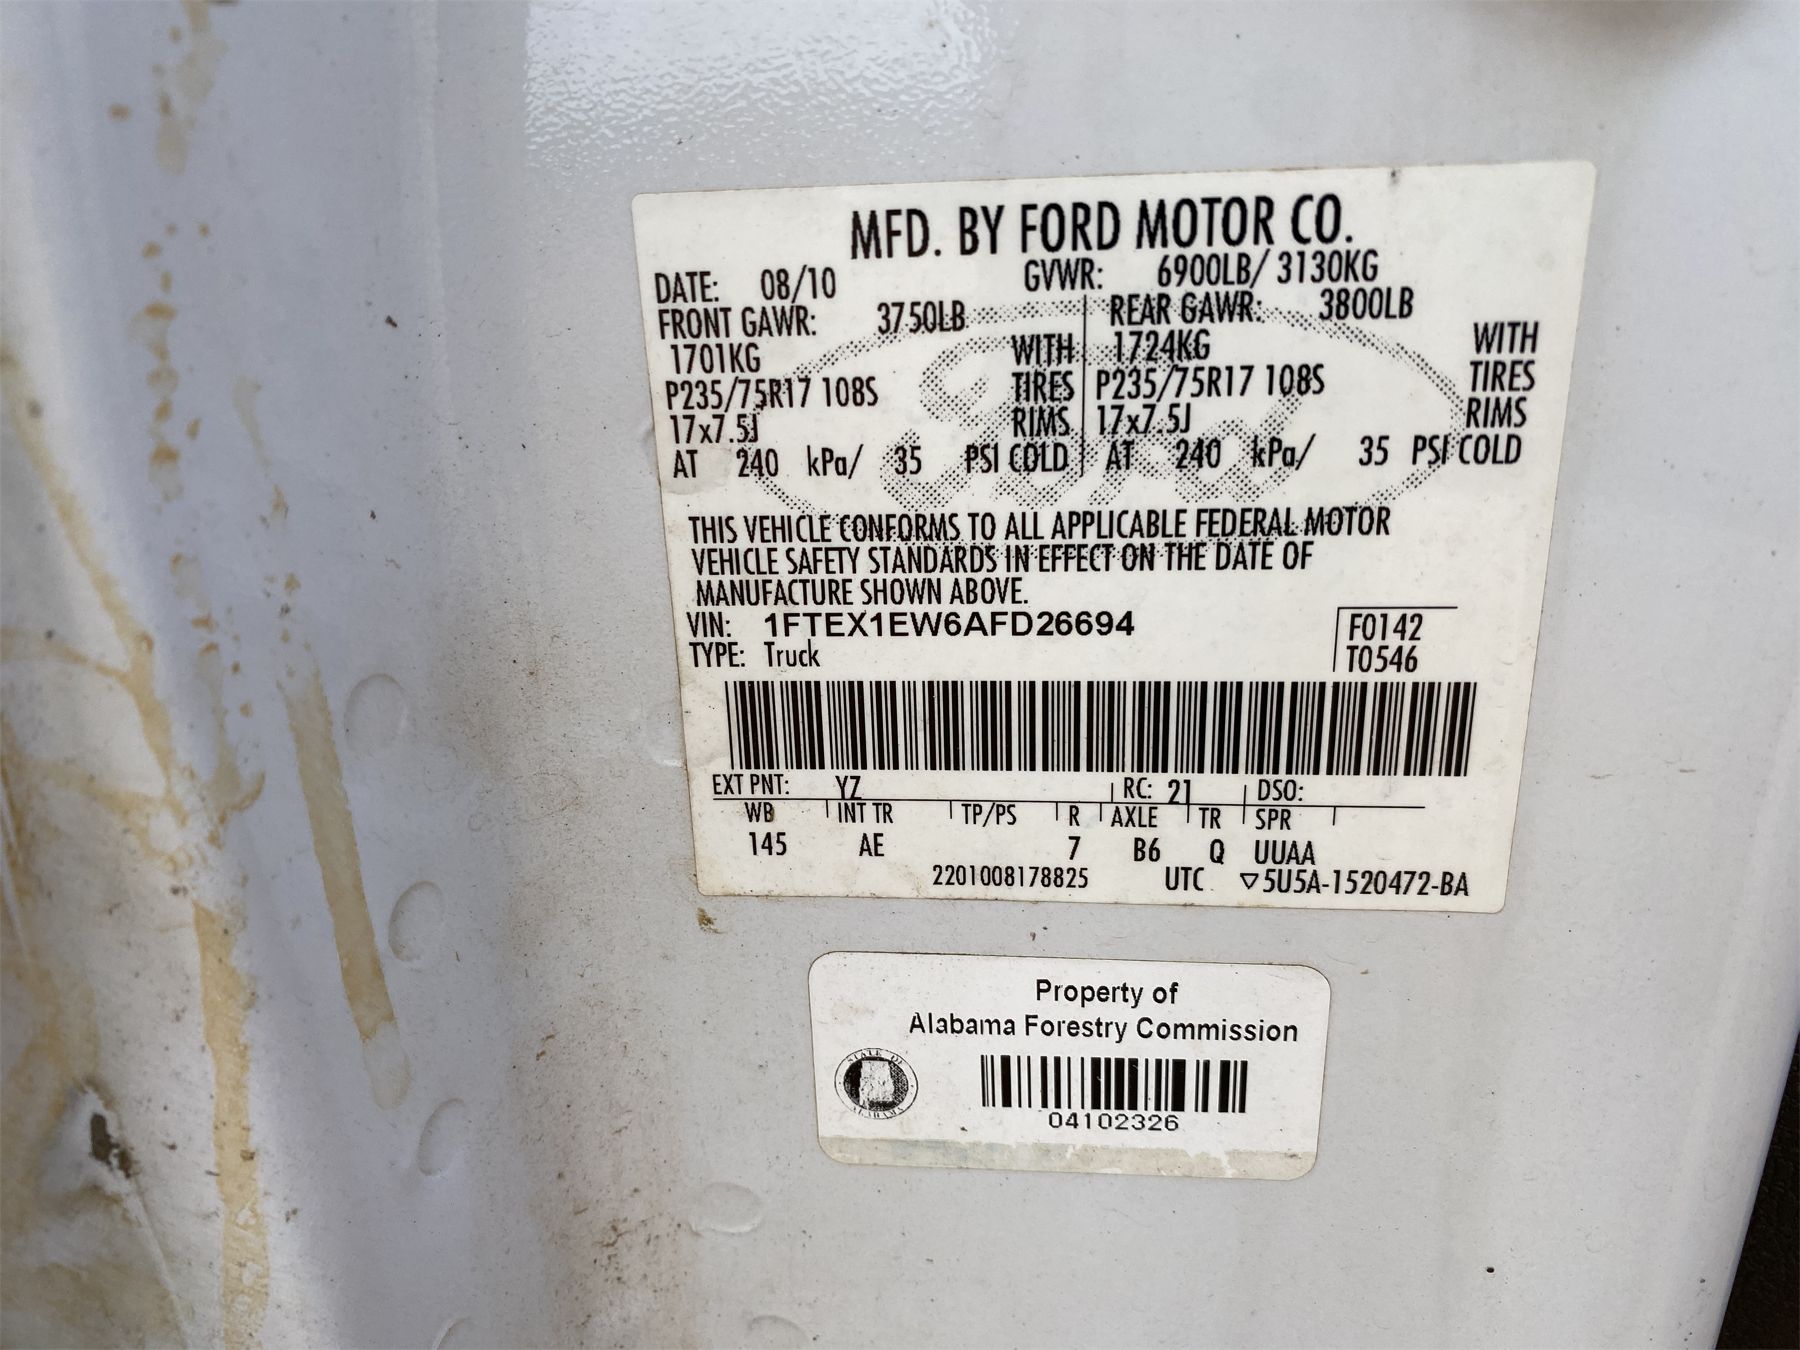 MFD. BY FORD MOTOR CO.
DATE: 08/10 GVWR: 6900LB/ 3130KG
FRONT GAWR: 3750LB REAR GAWR: 3800LB
1701KG WITH 1724KG WITH
P235/75R17 108S TIRES P235/75R17 108S TIRES
17x7.5J RIMS 17x7.5J RIMS
AT 240 kPa/ 35 PSI COLD AT 240 kPa/ 35 PSI COLD
Ford
THIS VEHICLE CONFORMS TO ALL APPLICABLE FEDERAL MOTOR
VEHICLE SAFETY STANDARDS IN EFFECT ON THE DATE OF
MANUFACTURE SHOWN ABOVE.
VIN: 1FTEX1EW6AFD26694 F0142
TYPE: Truck T0546
EXT PNT: YZ RC: 21 DSO:
WB INT TR TP/PS R AXLE TR SPR
145 AE 7 B6 Q UUAA
2201008178825 UTC ▽5U5A-1520472-BA
Property of
Alabama Forestry Commission
STATE OF
ALABAMA
04102326